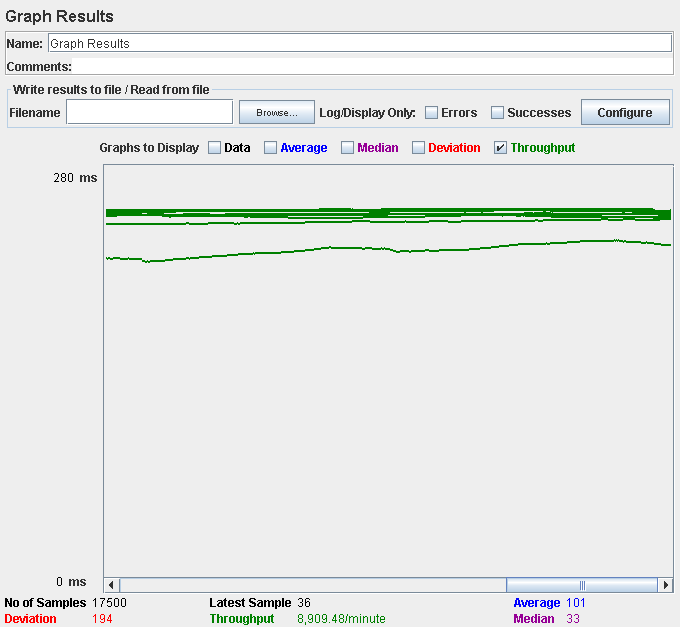 Graph Results
Name: Graph Results
Comments:
Write results to file / Read from file
Filename Browse... Log/Display Only: Errors Successes Configure
Graphs to Display Data Average Median Deviation Throughput
280 ms
0 ms
No of Samples 17500 Latest Sample 36 Average 101
Deviation 194 Throughput 8,909.48/minute Median 33